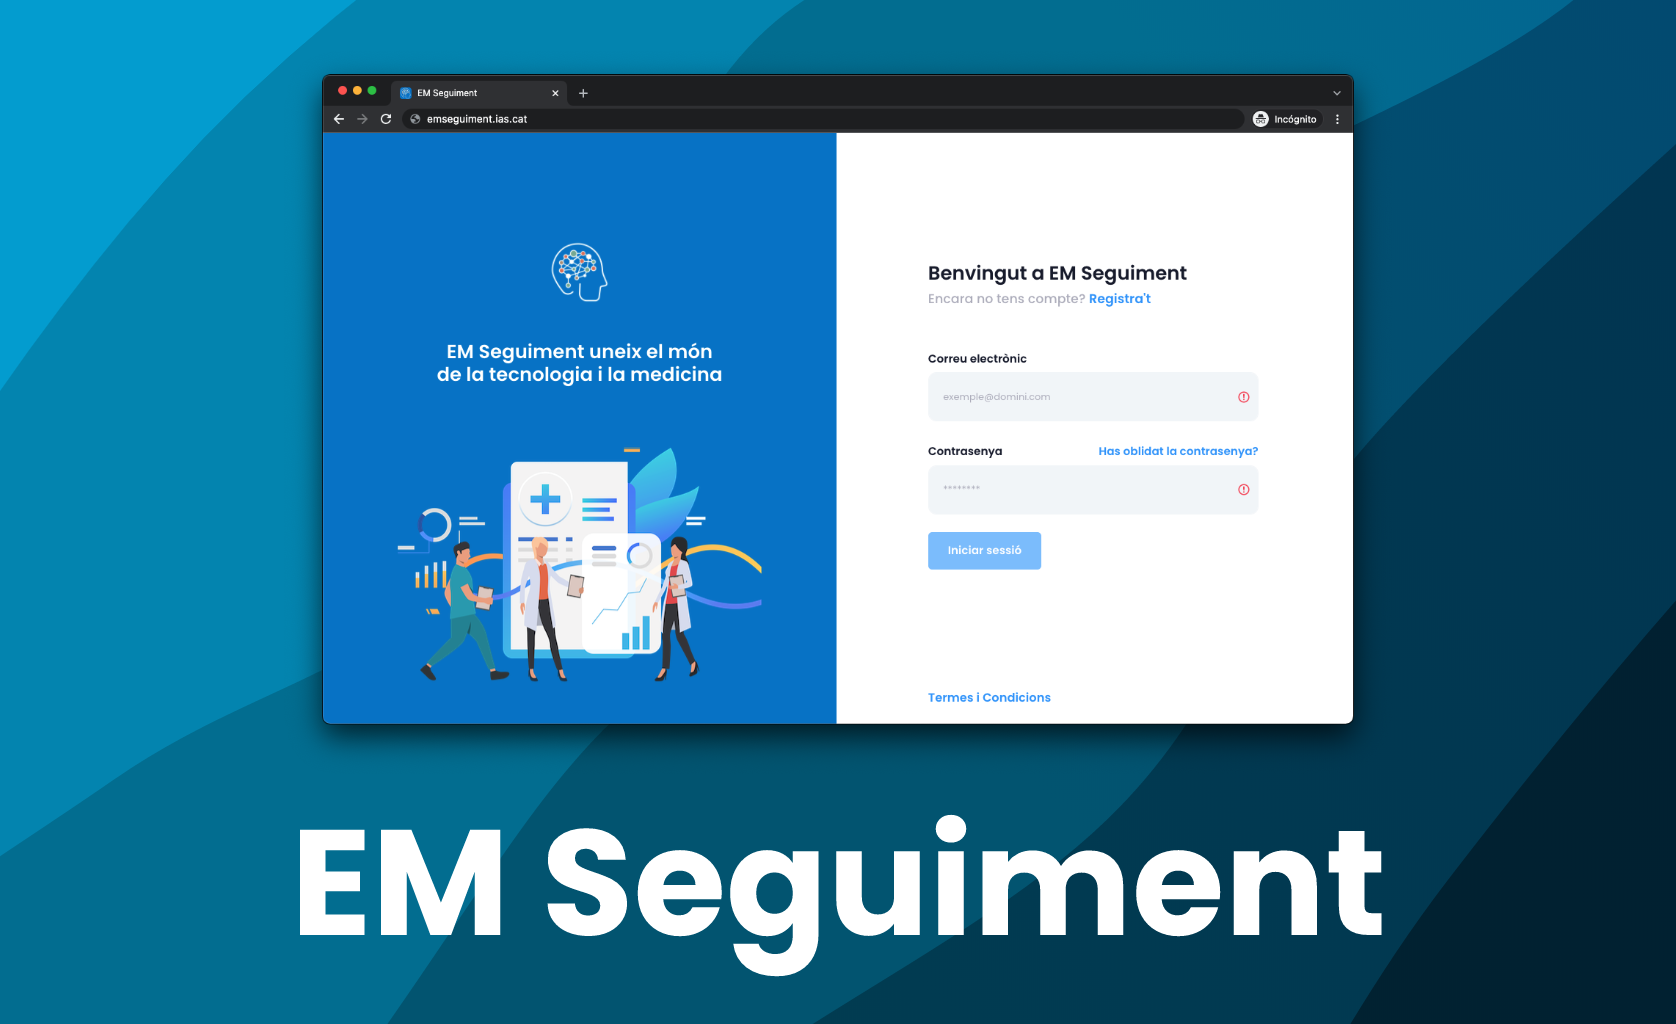 EM Seguiment
emseguiment.ias.cat
Incógnito
EM Seguiment uneix el món
de la tecnologia i la medicina
Benvingut a EM Seguiment
Encara no tens compte? Registra't
Correu electrònic
exemple@domini.com
Contrasenya
Has oblidat la contrasenya?
********
Iniciar sessió
Termes i Condicions
EM Seguiment